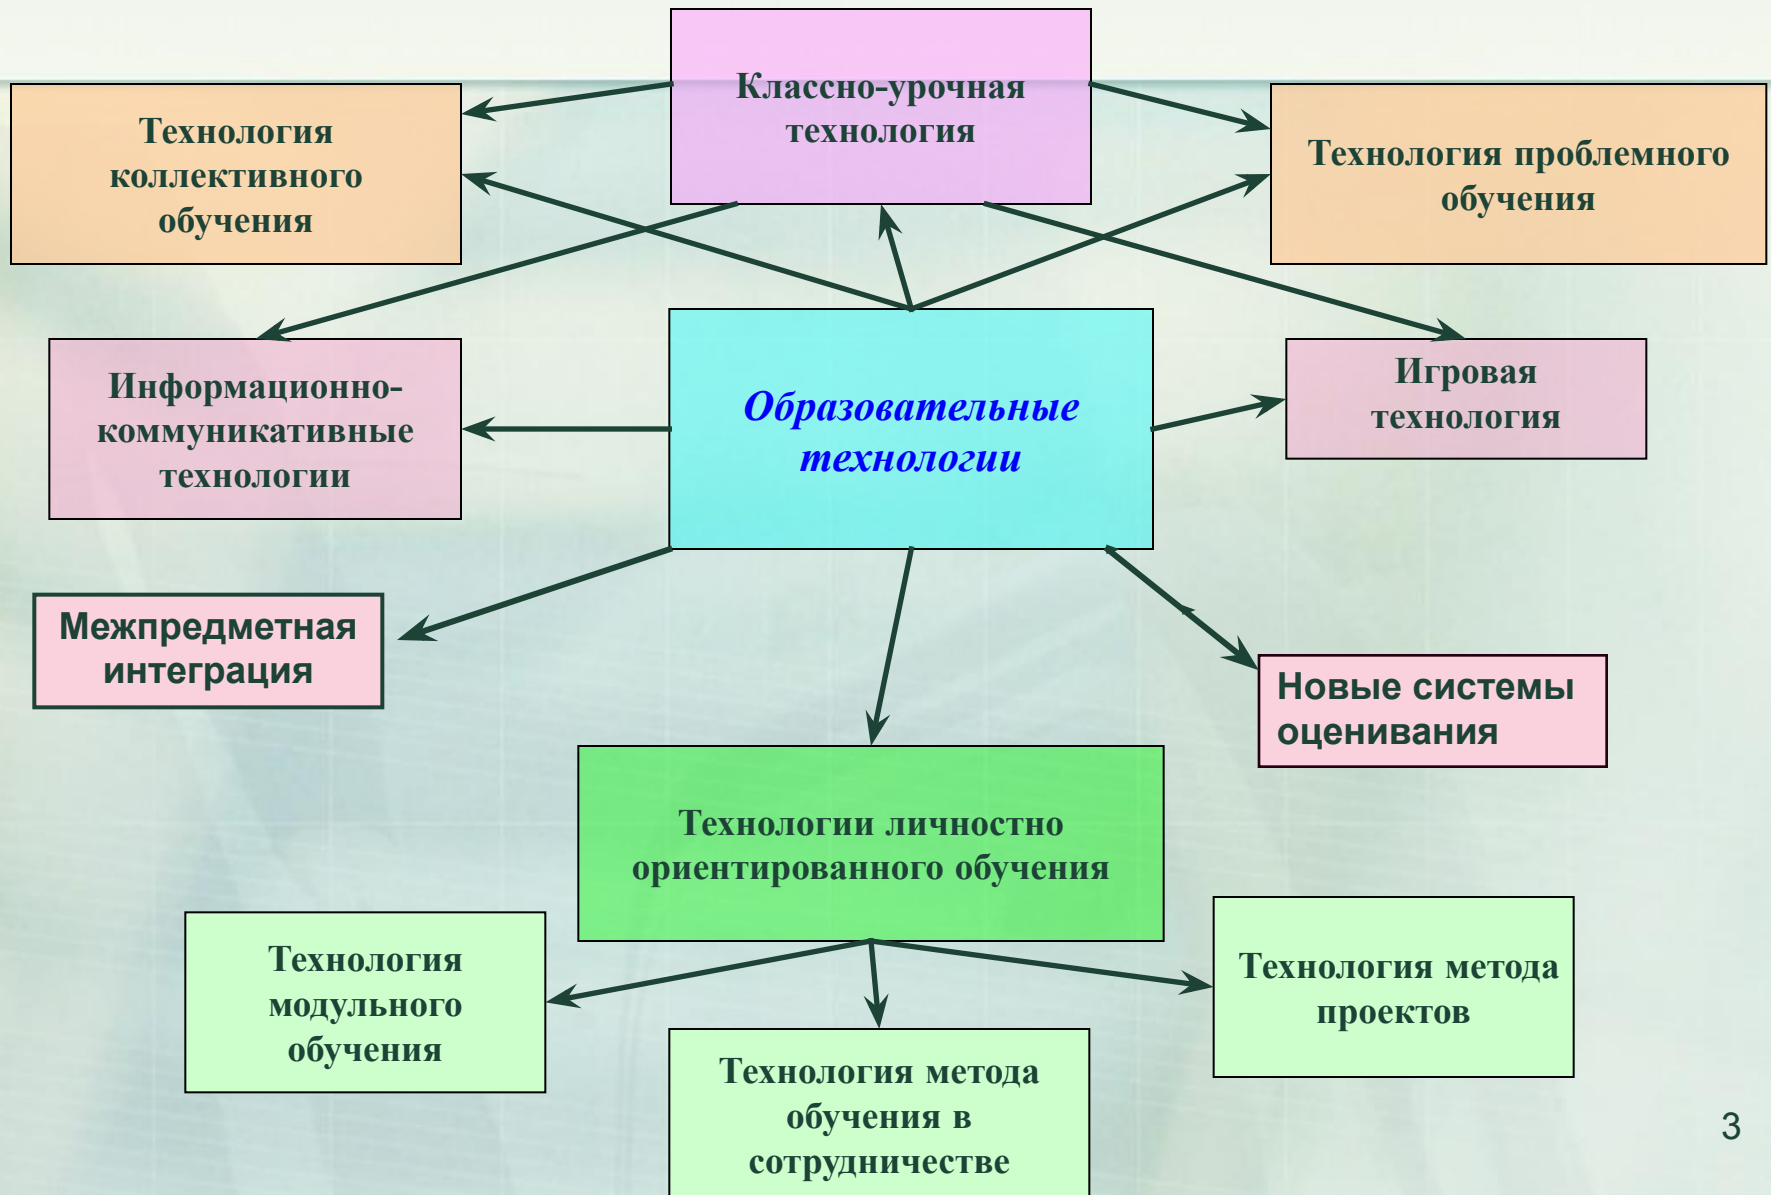 Классно-урочная
технология
Технология
коллективного
обучения
Технология проблемного
обучения
Информационно-
коммуникативные
технологии
Образовательные
технологии
Игровая
технология
Межпредметная
интеграция
Новые системы
оценивания
Технологии личностно
ориентированного обучения
Технология
модульного
обучения
Технология метода
обучения в
сотрудничестве
Технология метода
проектов
3